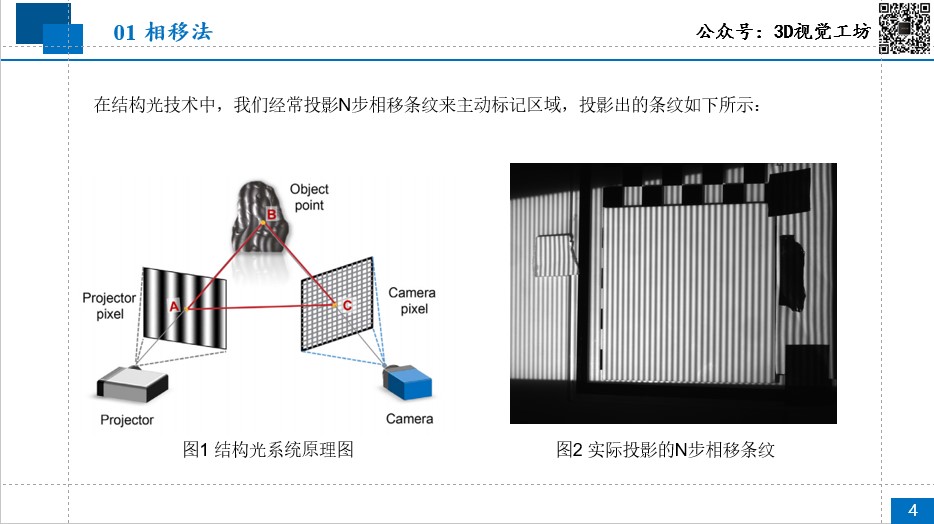 01 相移法
公众号：3D视觉工坊
在结构光技术中，我们经常投影N步相移条纹来主动标记区域，投影出的条纹如下所示：
Object
point
B
Projector
pixel
A
C
Camera
pixel
Projector
Camera
图1 结构光系统原理图
图2 实际投影的N步相移条纹
4